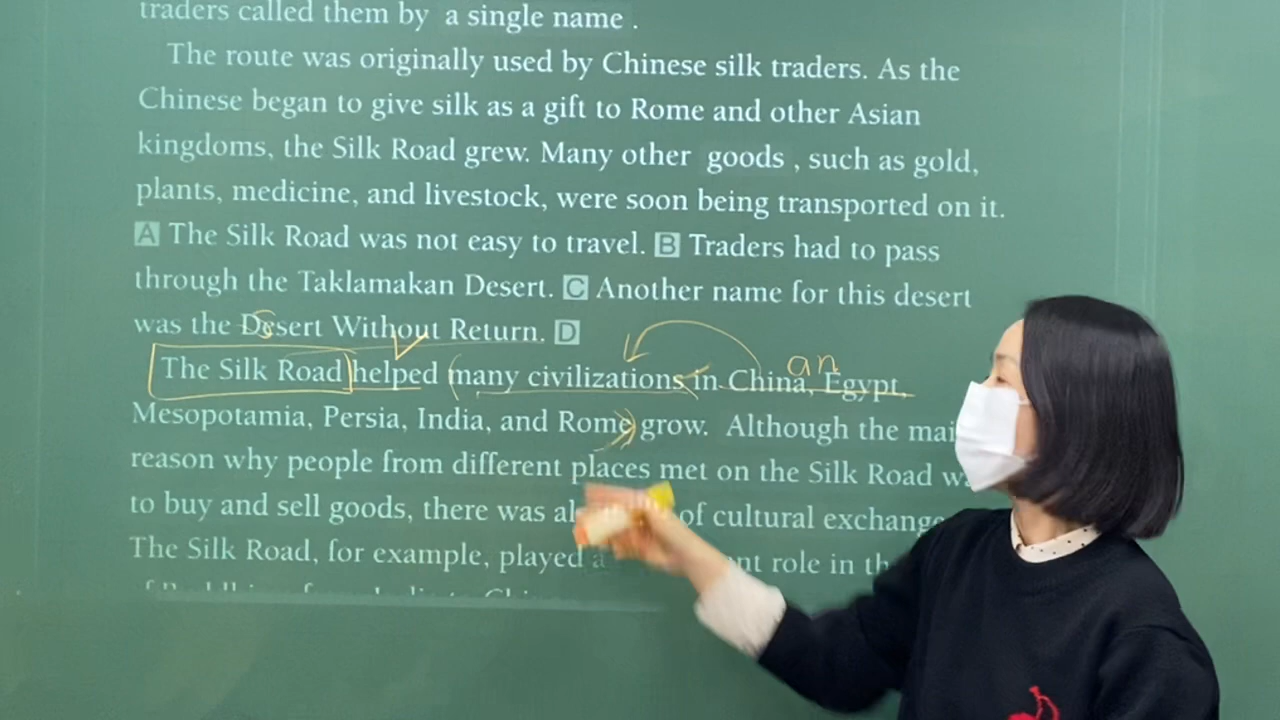 traders called them by a single name .
The route was originally used by Chinese silk traders. As the
Chinese began to give silk as a gift to Rome and other Asian
kingdoms, the Silk Road grew. Many other goods , such as gold,
plants, medicine, and livestock, were soon being transported on it.
A The Silk Road was not easy to travel. B Traders had to pass
through the Taklamakan Desert. C Another name for this desert
was the Desert Without Return. D
S V an
The Silk Road helped many civilizations in China, Egypt,
Mesopotamia, Persia, India, and Rome grow. Although the
reason why people from different places met on the Silk Road
to buy and sell goods, there was of cultural
The Silk Road, for example, played a role in